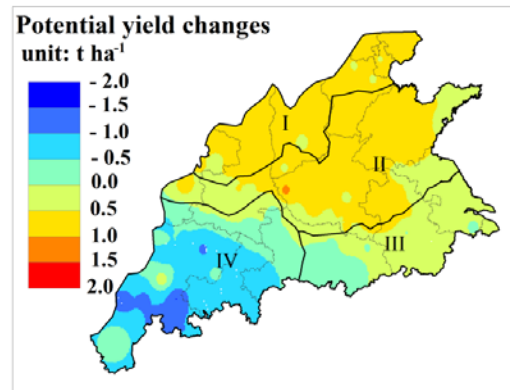 Potential yield changes
unit: t ha⁻¹
- 2.0
- 1.5
- 1.0
- 0.5
0.0
0.5
1.0
1.5
2.0
I
II
III
IV